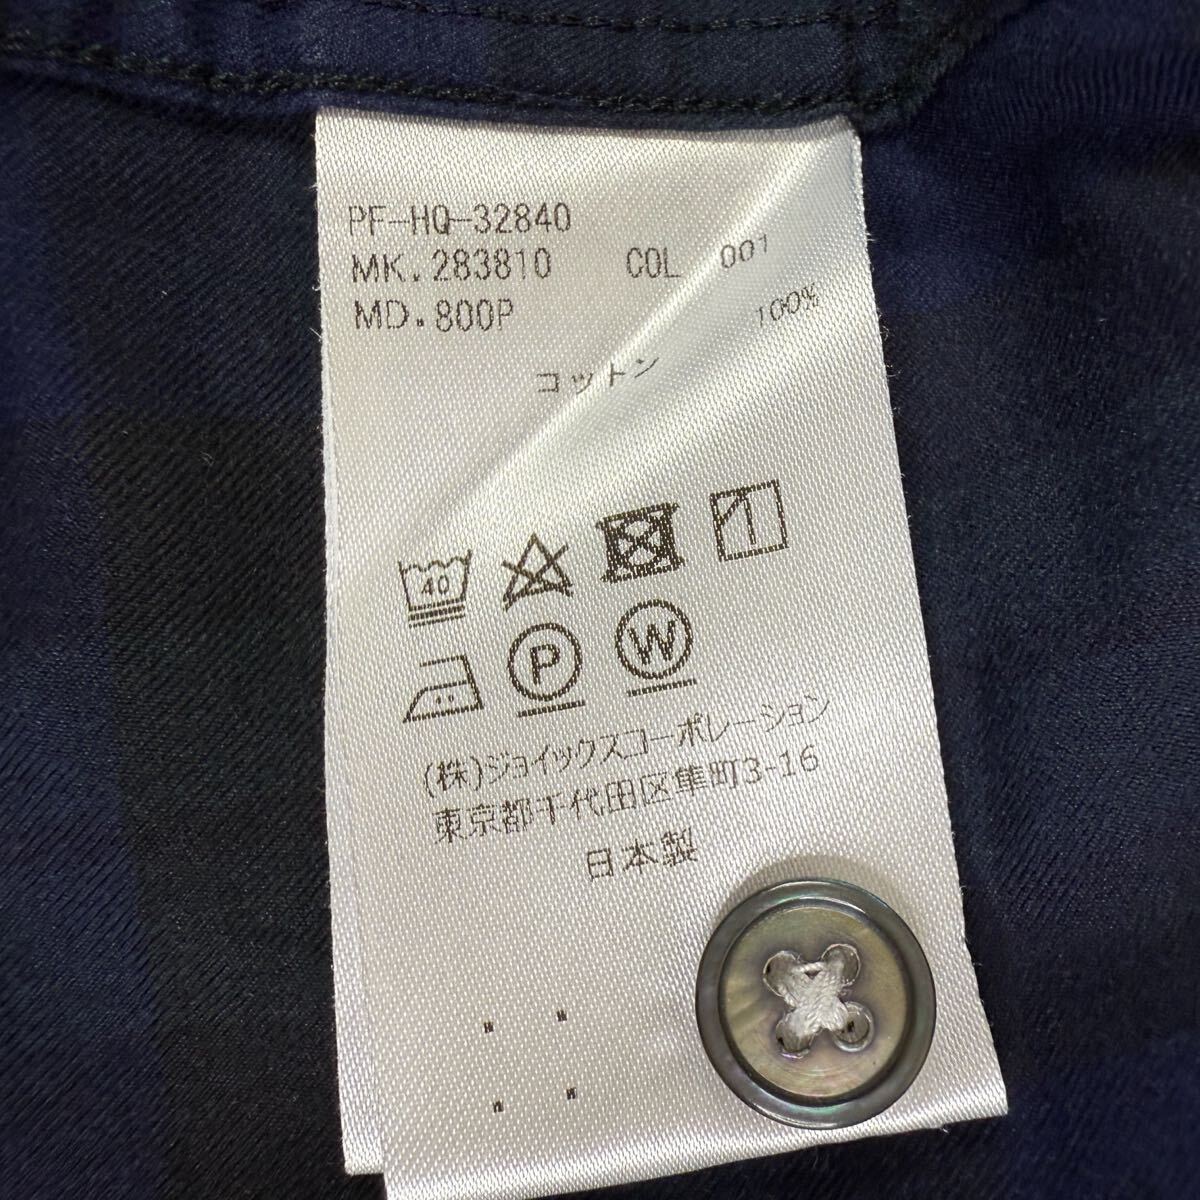 PF-HQ-32840
MK.283810 COL 001
MD.800P
コットン 100%
40
P W
(株)ジョイックスコーポレーション
東京都千代田区隼町3-16
日本製